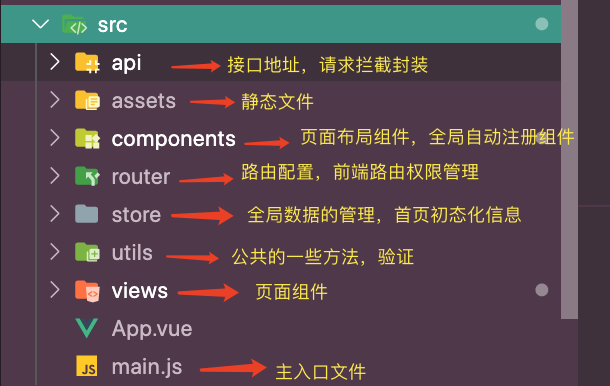 src
api 接口地址，请求拦截封装
assets 静态文件
components 页面布局组件，全局自动注册组件
router 路由配置，前端路由权限管理
store 全局数据的管理，首页初态化信息
utils 公共的一些方法，验证
views 页面组件
App.vue
JS main.js 主入口文件